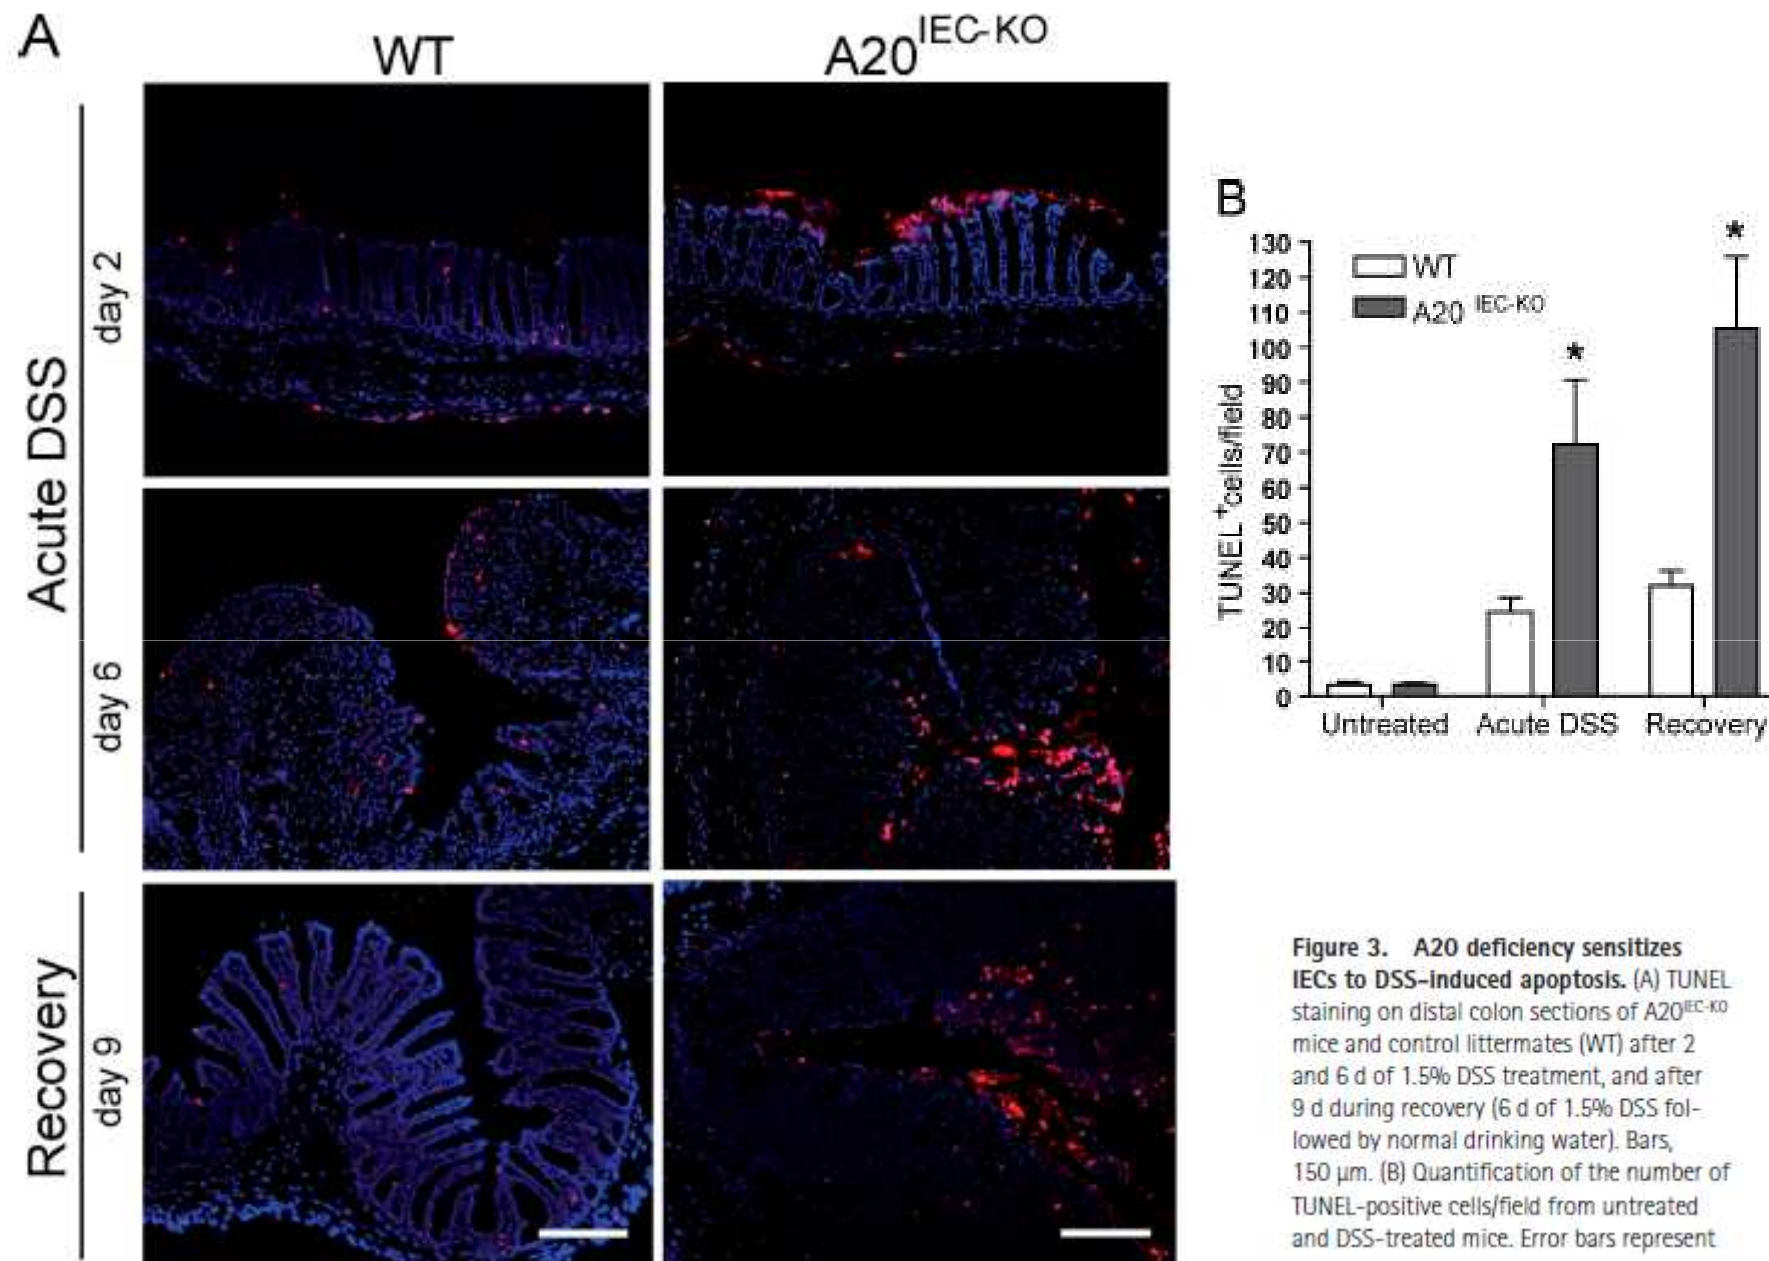 A
WT
A20 IEC-KO
Acute DSS
day 2
day 6
Recovery
day 9
B
TUNEL +cells/field
130
120
110
100
90
80
70
60
50
40
30
20
10
0
WT
A20 IEC-KO
*
*
Untreated Acute DSS Recovery
Figure 3. A20 deficiency sensitizes
IECs to DSS-induced apoptosis. (A) TUNEL
staining on distal colon sections of A20IEC-KO
mice and control littermates (WT) after 2
and 6 d of 1.5% DSS treatment, and after
9 d during recovery (6 d of 1.5% DSS fol-
lowed by normal drinking water). Bars,
150 µm. (B) Quantification of the number of
TUNEL-positive cells/field from untreated
and DSS-treated mice. Error bars represent